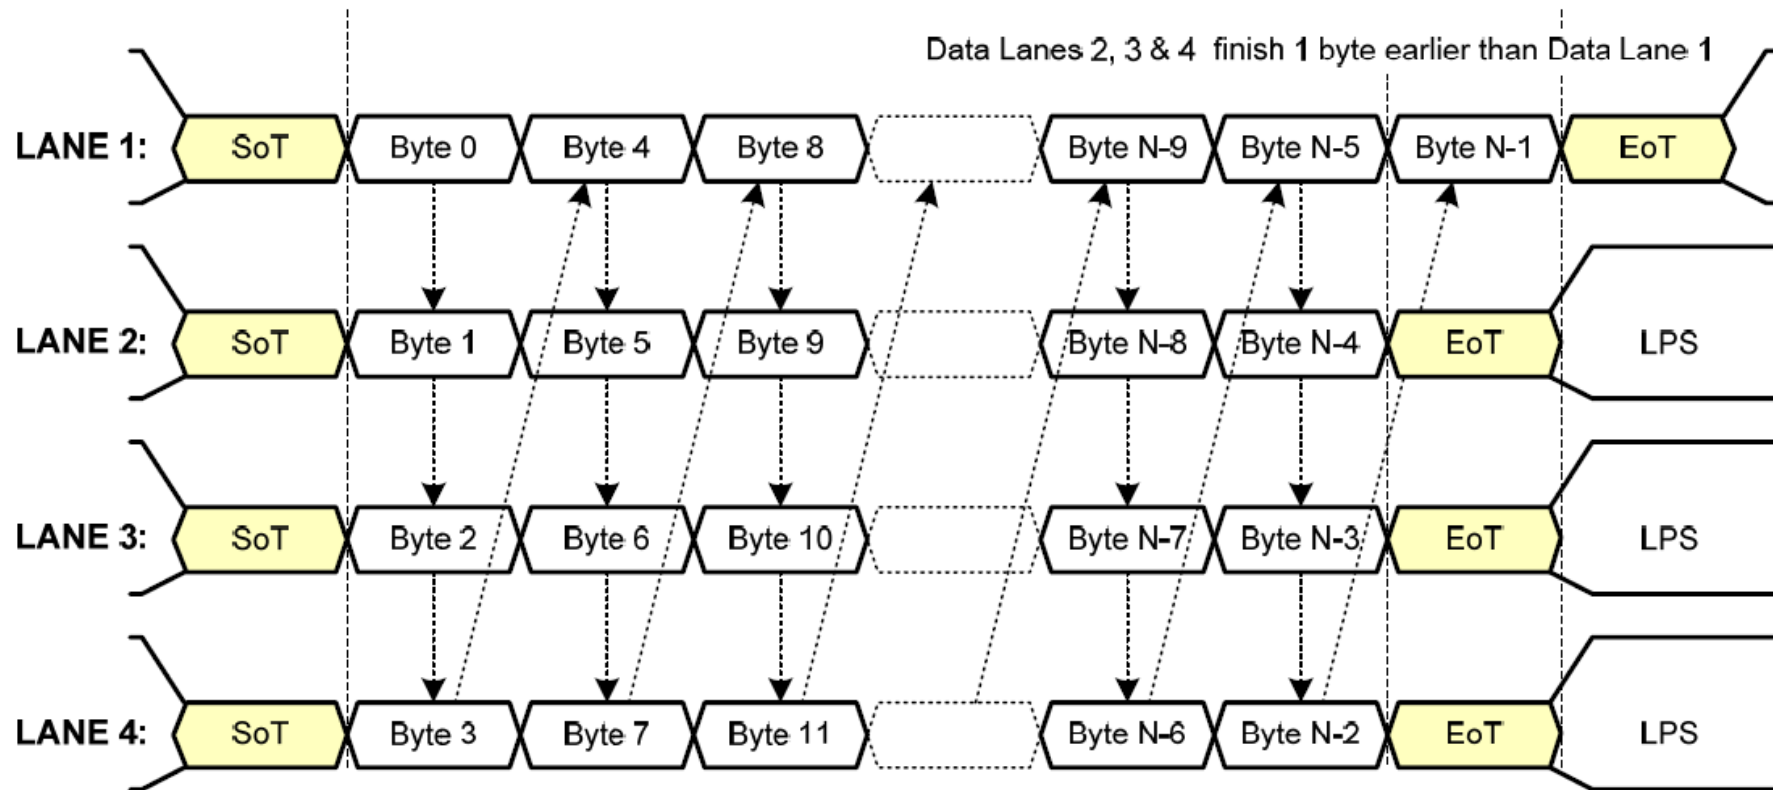 Data Lanes 2, 3 & 4 finish 1 byte earlier than Data Lane 1
LANE 1: SoT Byte 0 Byte 4 Byte 8 Byte N-9 Byte N-5 Byte N-1 EoT
LANE 2: SoT Byte 1 Byte 5 Byte 9 Byte N-8 Byte N-4 EoT LPS
LANE 3: SoT Byte 2 Byte 6 Byte 10 Byte N-7 Byte N-3 EoT LPS
LANE 4: SoT Byte 3 Byte 7 Byte 11 Byte N-6 Byte N-2 EoT LPS